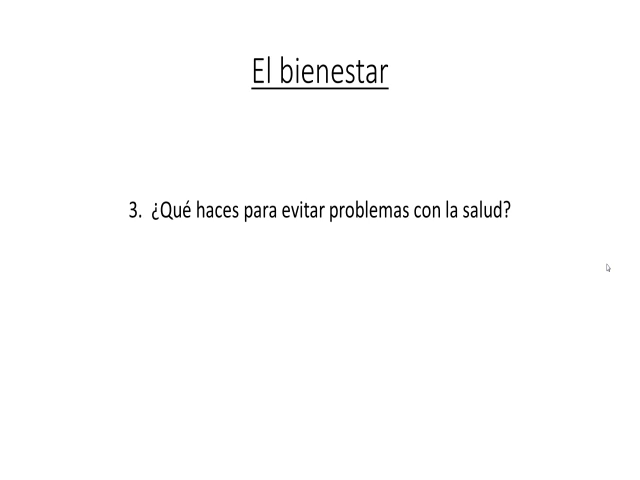 El bienestar
3. ¿Qué haces para evitar problemas con la salud?